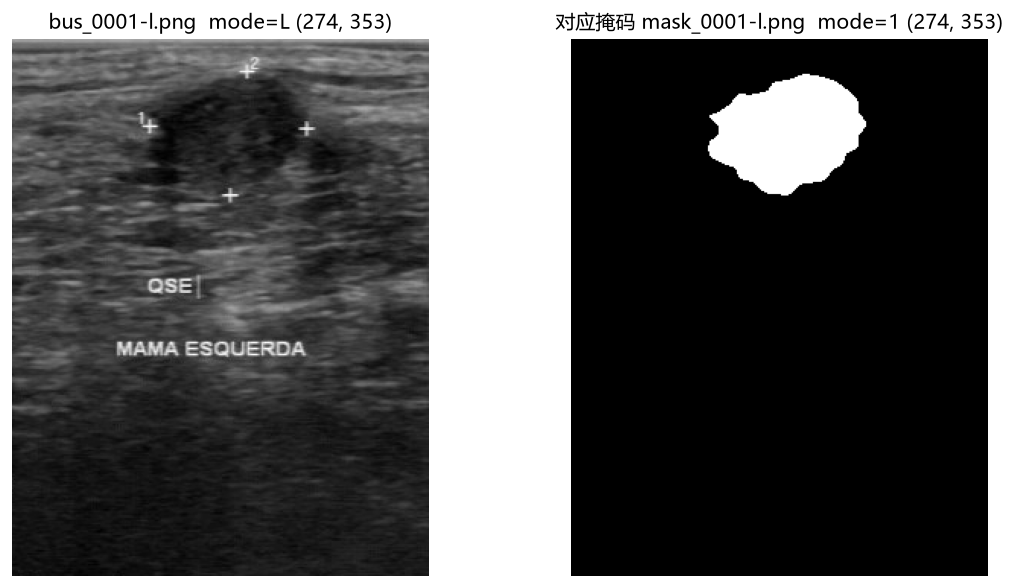 bus_0001-l.png  mode=L (274, 353)
对应掩码 mask_0001-l.png  mode=1 (274, 353)
2
1
QSE
MAMA ESQUERDA